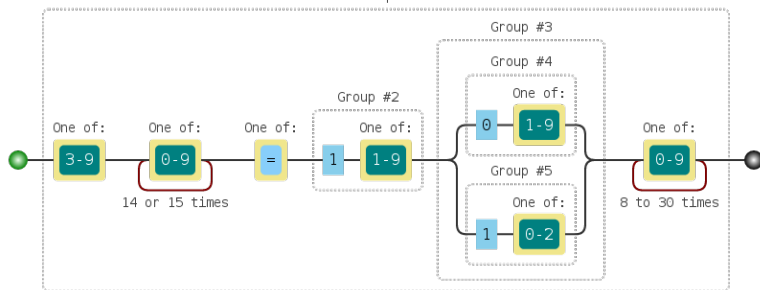 Group #3
Group #4
Group #2
One of:
One of:
One of:
One of:
One of:
3-9
0-9
=
1
1-9
0
1-9
0-9
14 or 15 times
Group #5
One of:
1
0-2
8 to 30 times